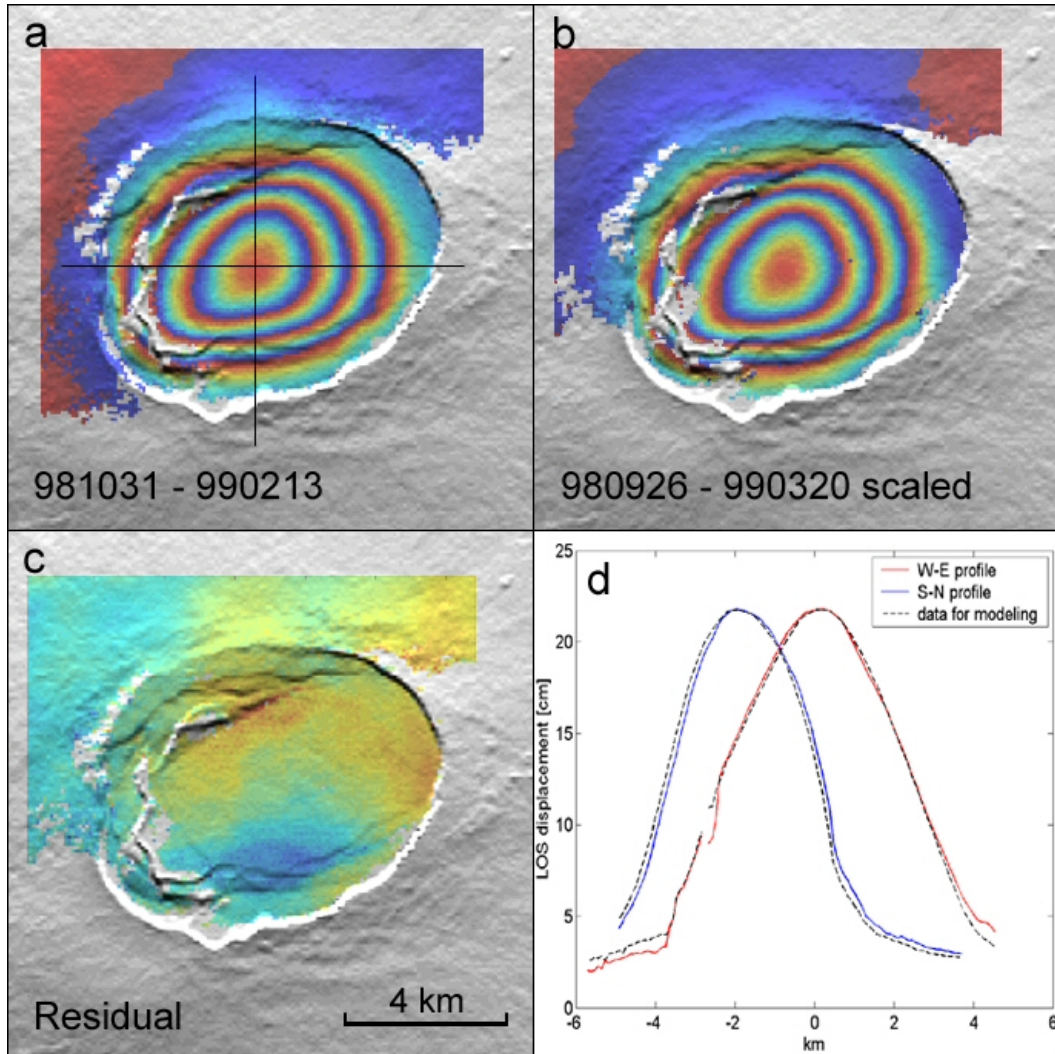 a
981031 - 990213
b
980926 - 990320 scaled
c
Residual
4 km
d
W-E profile
S-N profile
data for modeling
LOS displacement [cm]
25
20
15
10
5
0
-6
-4
-2
0
2
4
6
km